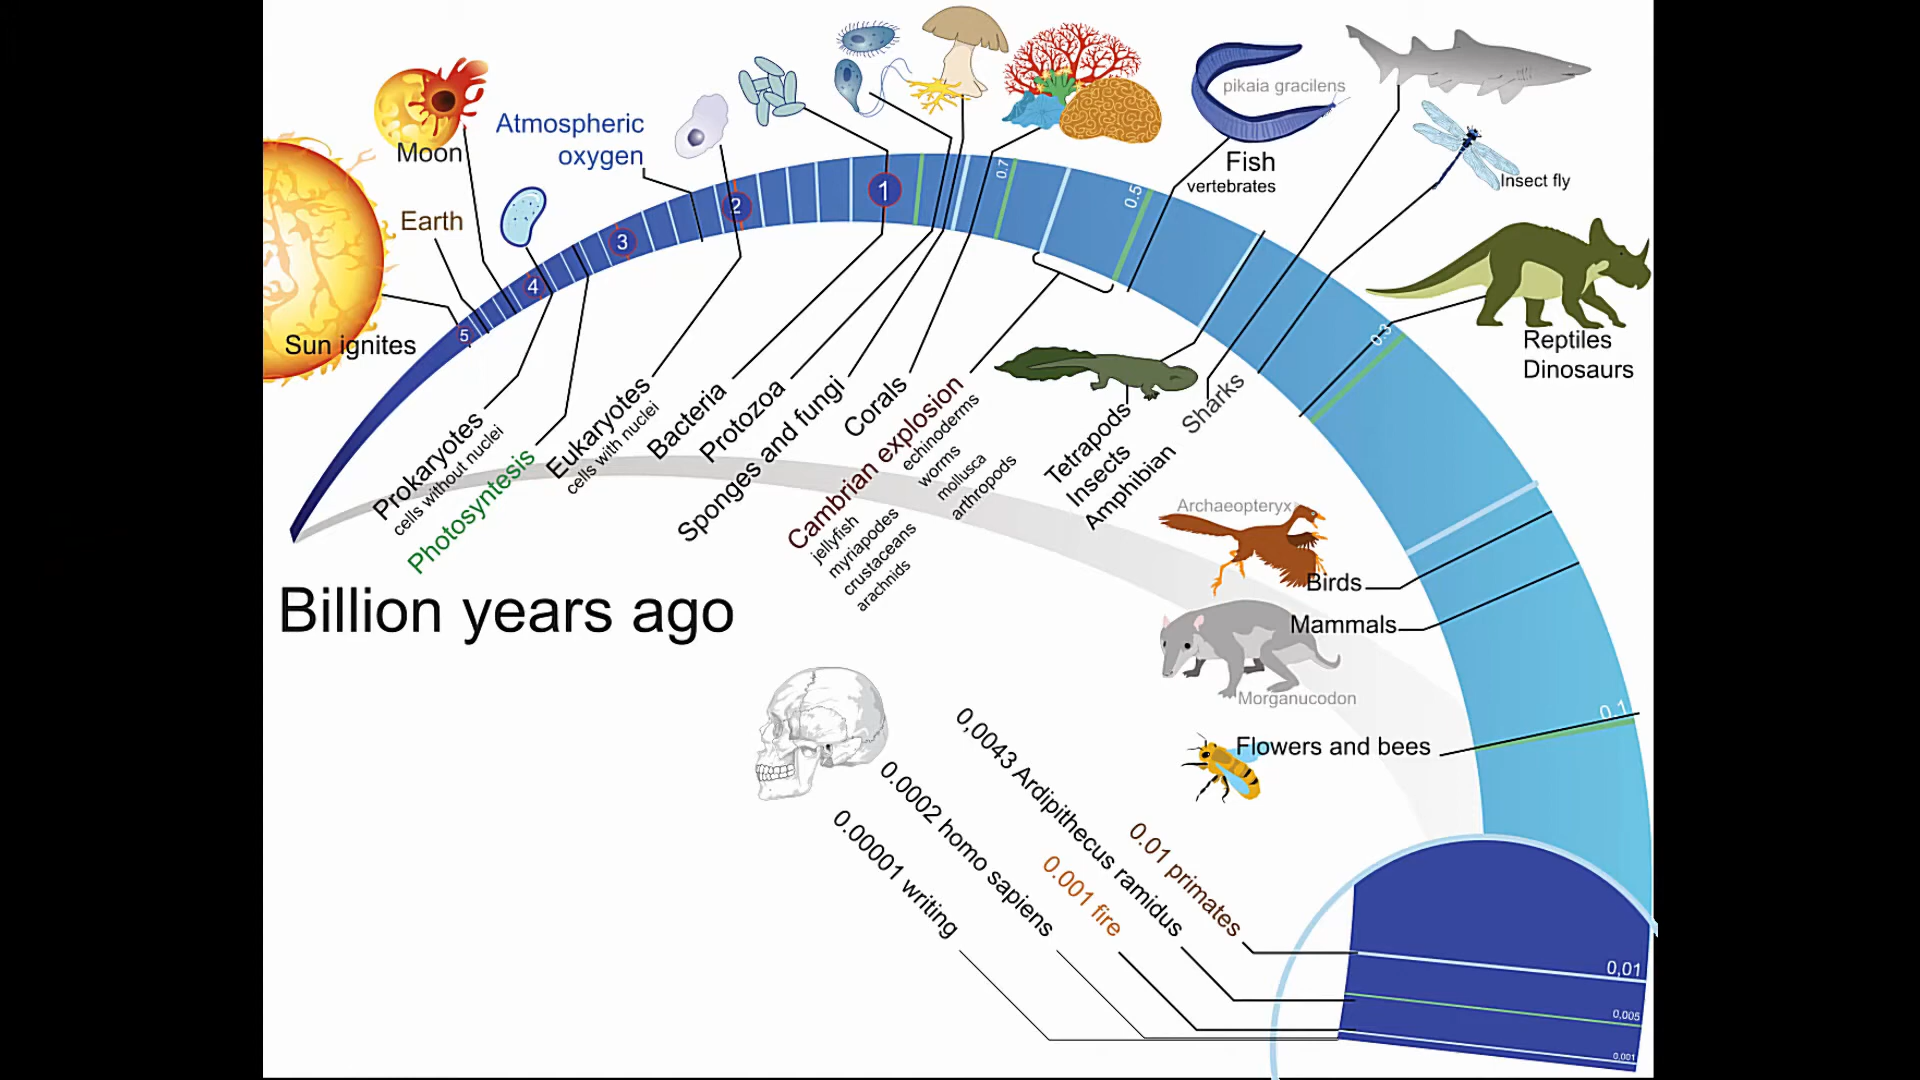 Moon
Atmospheric
oxygen
Earth
Sun ignites
5
4
3
2
1
0.7
0.5
0.3
0.1
pikaia gracilens
Fish
vertebrates
Insect fly
Reptiles
Dinosaurs
Prokaryotes
cells without nuclei
Photosyntesis
Eukaryotes
cells with nuclei
Bacteria
Protozoa
Sponges and fungi
Corals
Cambrian explosion
echinoderms
worms
mollusca
arthropods
jellyfish
myriapodes
crustaceans
arachnids
Tetrapods
Insects
Amphibian
Sharks
Archaeopteryx
Birds
Mammals
Morganucodon
Flowers and bees
Billion years ago
0,0043 Ardipithecus ramidus
0.0002 homo sapiens
0.00001 writing
0.001 fire
0.01 primates
0,01
0,005
0,001